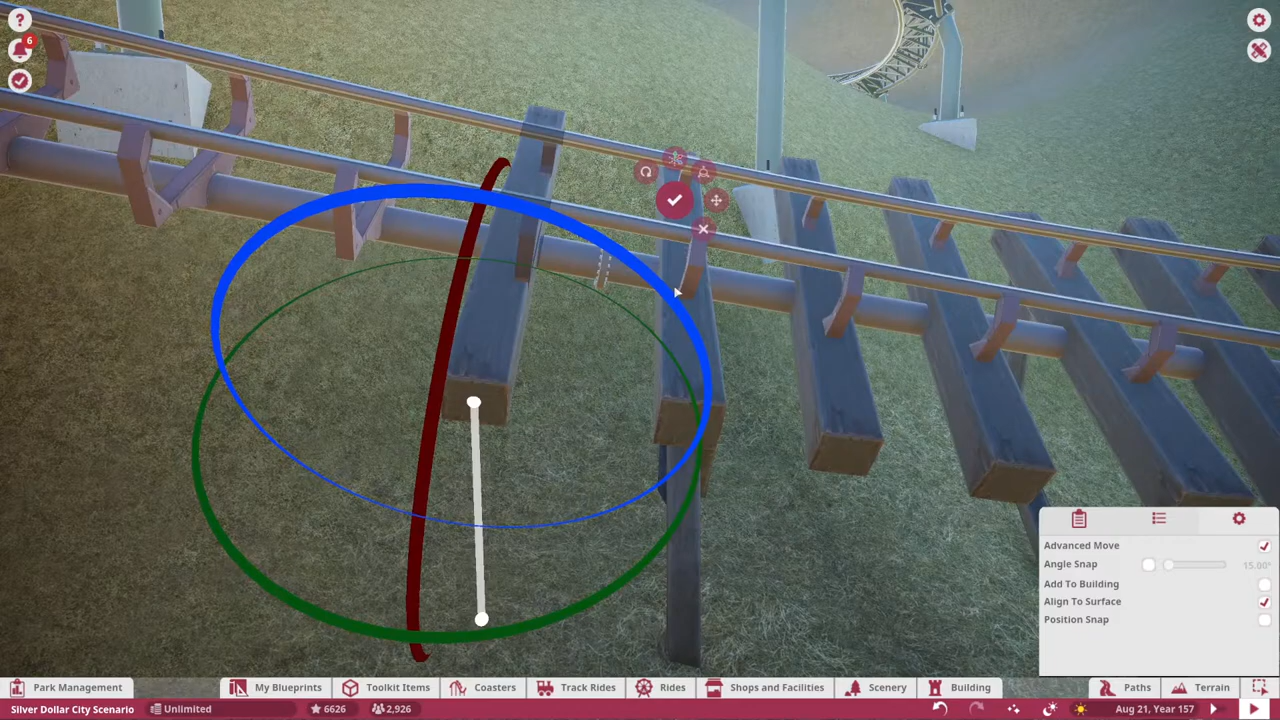 ?
6
Advanced Move
Angle Snap 15.00°
Add To Building
Align To Surface
Position Snap
Park Management My Blueprints Toolkit Items Coasters Track Rides Rides Shops and Facilities Scenery Building Paths Terrain
Silver Dollar City Scenario Unlimited 6626 2,926 Aug 21, Year 157